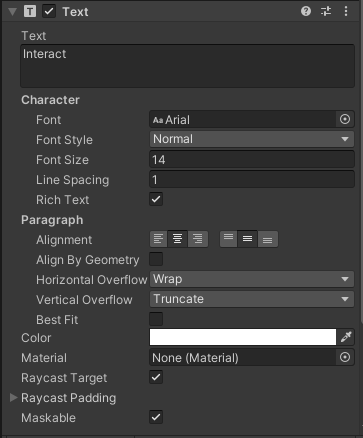 Text
Text
Interact
Character
Font Aa Arial
Font Style Normal
Font Size 14
Line Spacing 1
Rich Text
Paragraph
Alignment
Align By Geometry
Horizontal Overflow Wrap
Vertical Overflow Truncate
Best Fit
Color
Material None (Material)
Raycast Target
Raycast Padding
Maskable